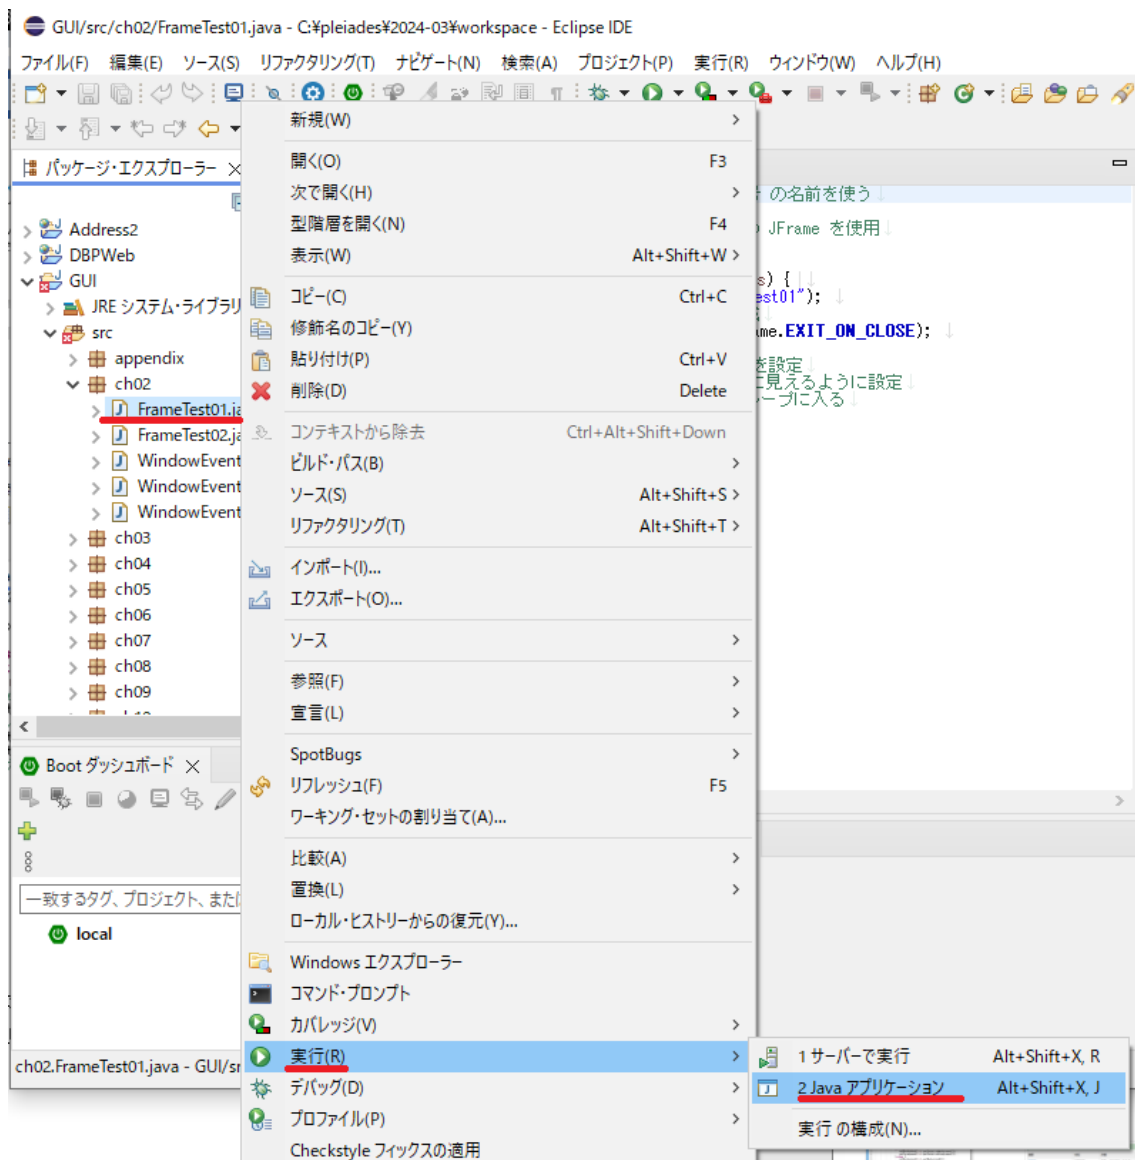 GUI/src/ch02/FrameTest01.java - C:¥pleiades¥2024-03¥workspace - Eclipse IDE
ファイル(F) 編集(E) ソース(S) リファクタリング(T) ナビゲート(N) 検索(A) プロジェクト(P) 実行(R) ウィンドウ(W) ヘルプ(H)
パッケージ・エクスプローラー
Address2
DBPWeb
GUI
JRE システム・ライブラリ
src
appendix
ch02
FrameTest01.ja
FrameTest02.ja
WindowEvent
WindowEvent
WindowEvent
ch03
ch04
ch05
ch06
ch07
ch08
ch09
Boot ダッシュボード
一致するタグ、プロジェクト、また
local
ch02.FrameTest01.java - GUI/sr
新規(W)
開く(O) F3
次で開く(H)
型階層を開く(N) F4
表示(W) Alt+Shift+W
コピー(C) Ctrl+C
修飾名のコピー(Y)
貼り付け(P) Ctrl+V
削除(D) Delete
コンテキストから除去 Ctrl+Alt+Shift+Down
ビルド・パス(B)
ソース(S) Alt+Shift+S
リファクタリング(T) Alt+Shift+T
インポート(I)...
エクスポート(O)...
ソース
参照(F)
宣言(L)
SpotBugs
リフレッシュ(F) F5
ワーキング・セットの割り当て(A)...
比較(A)
置換(L)
ローカル・ヒストリーからの復元(Y)...
Windows エクスプローラー
コマンド・プロンプト
カバレッジ(V)
実行(R)
デバッグ(D)
プロファイル(P)
Checkstyle フィックスの適用
1 サーバーで実行 Alt+Shift+X, R
2 Java アプリケーション Alt+Shift+X, J
実行 の構成(N)...
の名前を使う
JFrame を使用
s) {
est01");
me.EXIT_ON_CLOSE);
を設定
に見えるように設定
ープに入る